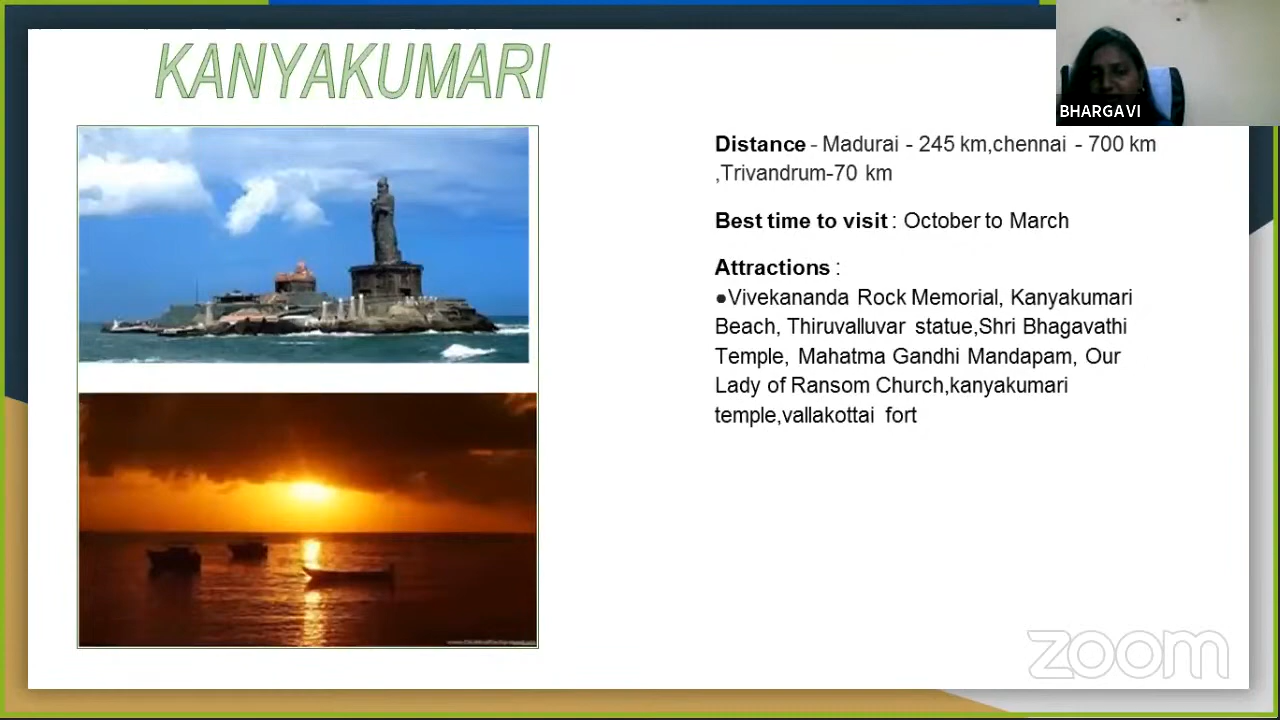 KANYAKUMARI
BHARGAVI
Distance - Madurai - 245 km,chennai - 700 km
,Trivandrum-70 km
Best time to visit : October to March
Attractions :
●Vivekananda Rock Memorial, Kanyakumari
Beach, Thiruvalluvar statue,Shri Bhagavathi
Temple, Mahatma Gandhi Mandapam, Our
Lady of Ransom Church,kanyakumari
temple,vallakottai fort
zoom